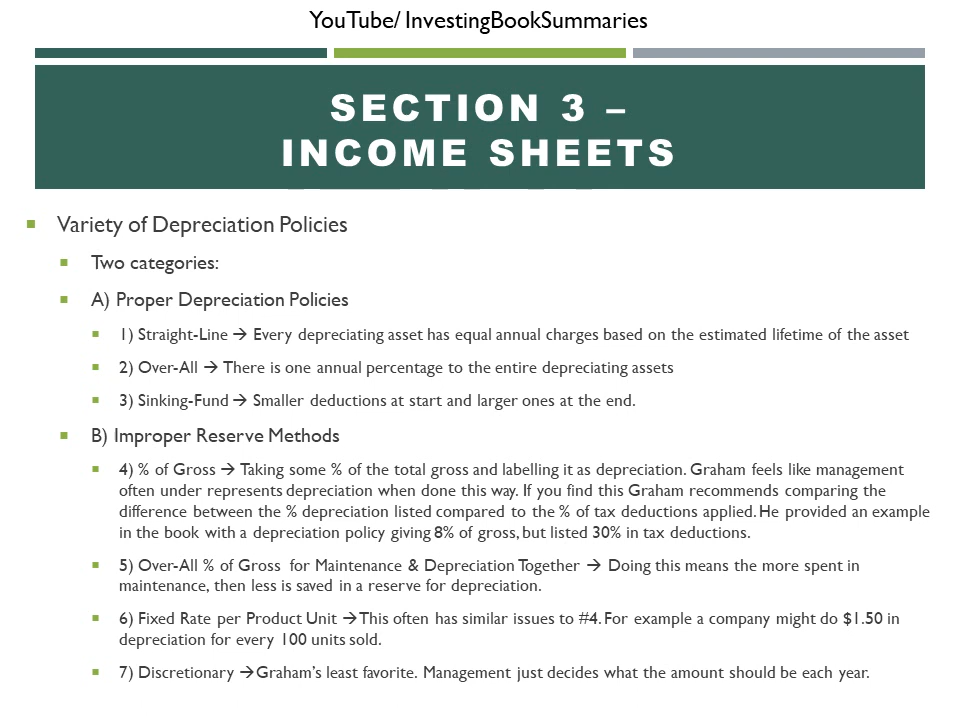 YouTube/ InvestingBookSummaries
SECTION 3 –
INCOME SHEETS
Variety of Depreciation Policies
Two categories:
A) Proper Depreciation Policies
1) Straight-Line → Every depreciating asset has equal annual charges based on the estimated lifetime of the asset
2) Over-All → There is one annual percentage to the entire depreciating assets
3) Sinking-Fund → Smaller deductions at start and larger ones at the end.
B) Improper Reserve Methods
4) % of Gross → Taking some % of the total gross and labelling it as depreciation. Graham feels like management
often under represents depreciation when done this way. If you find this Graham recommends comparing the
difference between the % depreciation listed compared to the % of tax deductions applied. He provided an example
in the book with a depreciation policy giving 8% of gross, but listed 30% in tax deductions.
5) Over-All % of Gross for Maintenance & Depreciation Together → Doing this means the more spent in
maintenance, then less is saved in a reserve for depreciation.
6) Fixed Rate per Product Unit →This often has similar issues to #4. For example a company might do $1.50 in
depreciation for every 100 units sold.
7) Discretionary →Graham's least favorite. Management just decides what the amount should be each year.